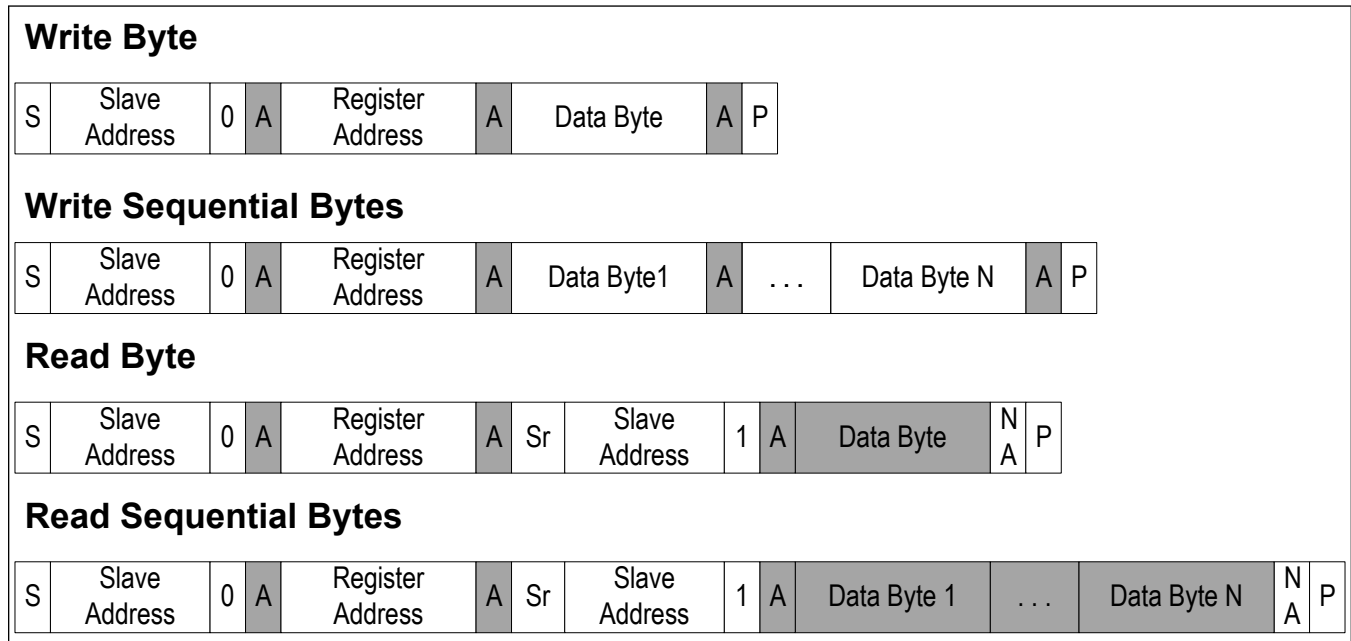 Write Byte
S Slave Address 0 A Register Address A Data Byte A P
Write Sequential Bytes
S Slave Address 0 A Register Address A Data Byte1 A . . . Data Byte N A P
Read Byte
S Slave Address 0 A Register Address A Sr Slave Address 1 A Data Byte N A P
Read Sequential Bytes
S Slave Address 0 A Register Address A Sr Slave Address 1 A Data Byte 1 . . . Data Byte N N A P